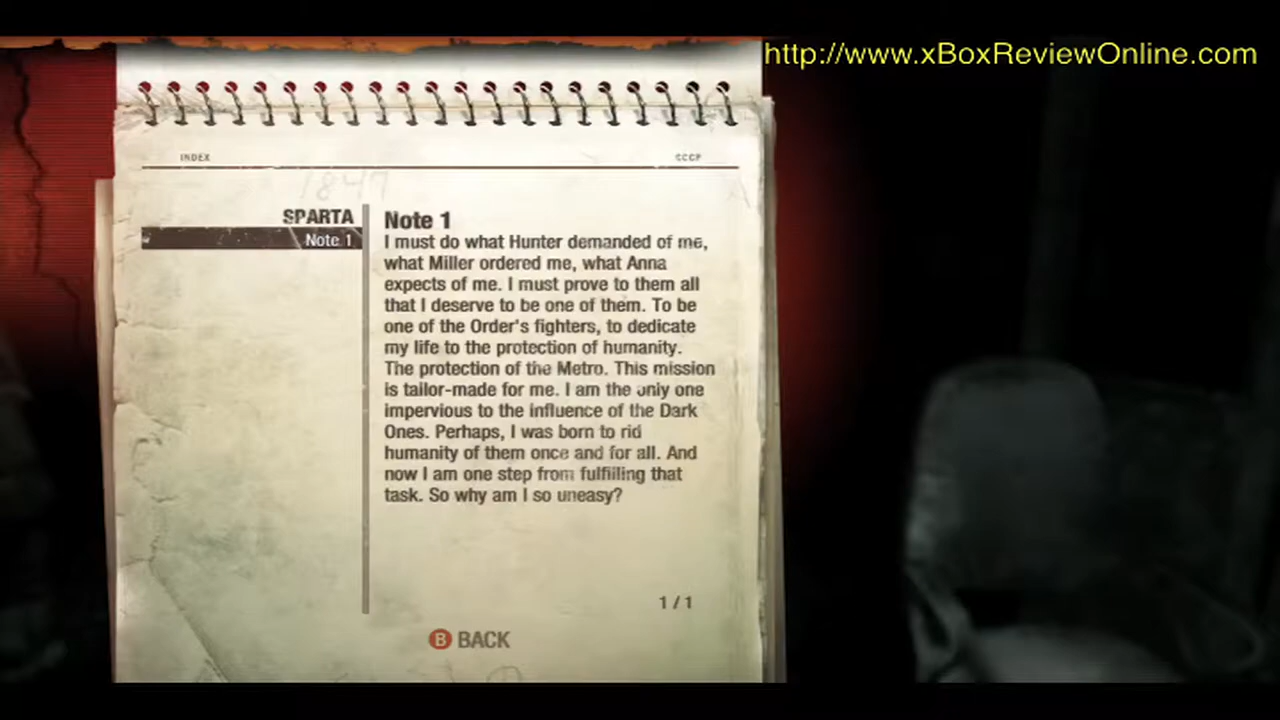 http://www.xBoxReviewOnline.com
INDEX
CCCP
1847
SPARTA
Note 1
Note 1
I must do what Hunter demanded of me,
what Miller ordered me, what Anna
expects of me. I must prove to them all
that I deserve to be one of them. To be
one of the Order's fighters, to dedicate
my life to the protection of humanity.
The protection of the Metro. This mission
is tailor-made for me. I am the only one
impervious to the influence of the Dark
Ones. Perhaps, I was born to rid
humanity of them once and for all. And
now I am one step from fulfilling that
task. So why am I so uneasy?
1 / 1
B BACK